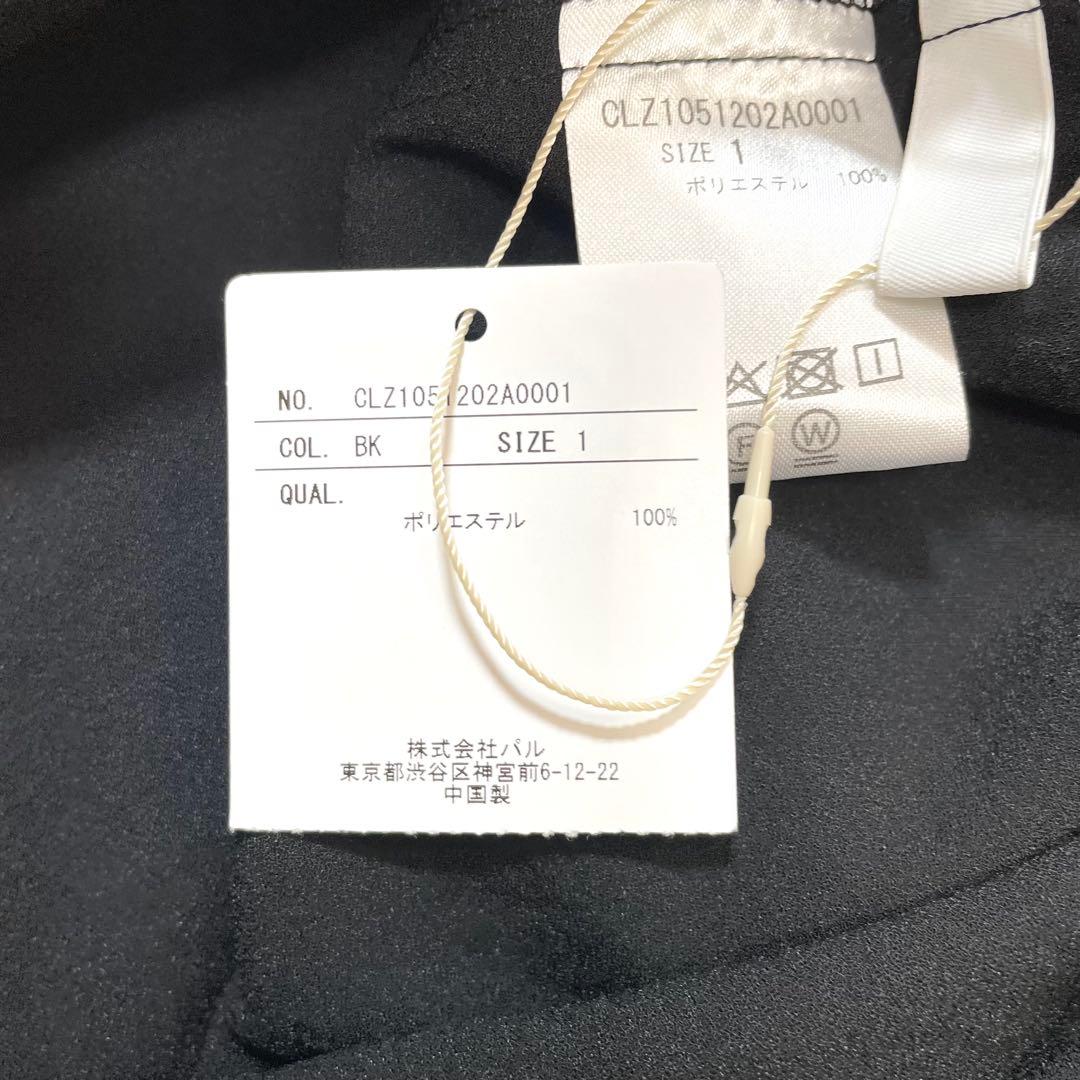 CLZ1051202A0001
SIZE 1
ポリエステル 100%
NO. CLZ1051202A0001
COL. BK SIZE 1
QUAL.
ポリエステル 100%
株式会社パル
東京都渋谷区神宮前6-12-22
中国製
F W